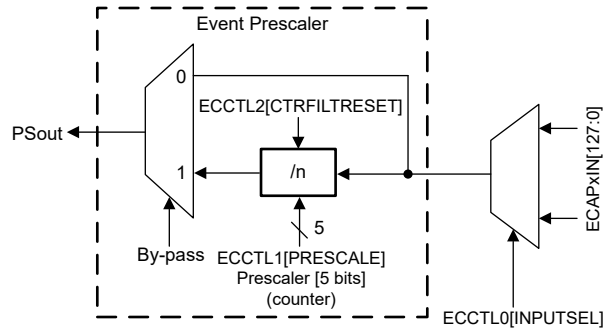 Event Prescaler
0
ECCTL2[CTRFILTRESET]
PSout
/n
1
5
By-pass
ECCTL1[PRESCALE]
Prescaler [5 bits]
(counter)
ECAPxIN[127:0]
ECCTL0[INPUTSEL]